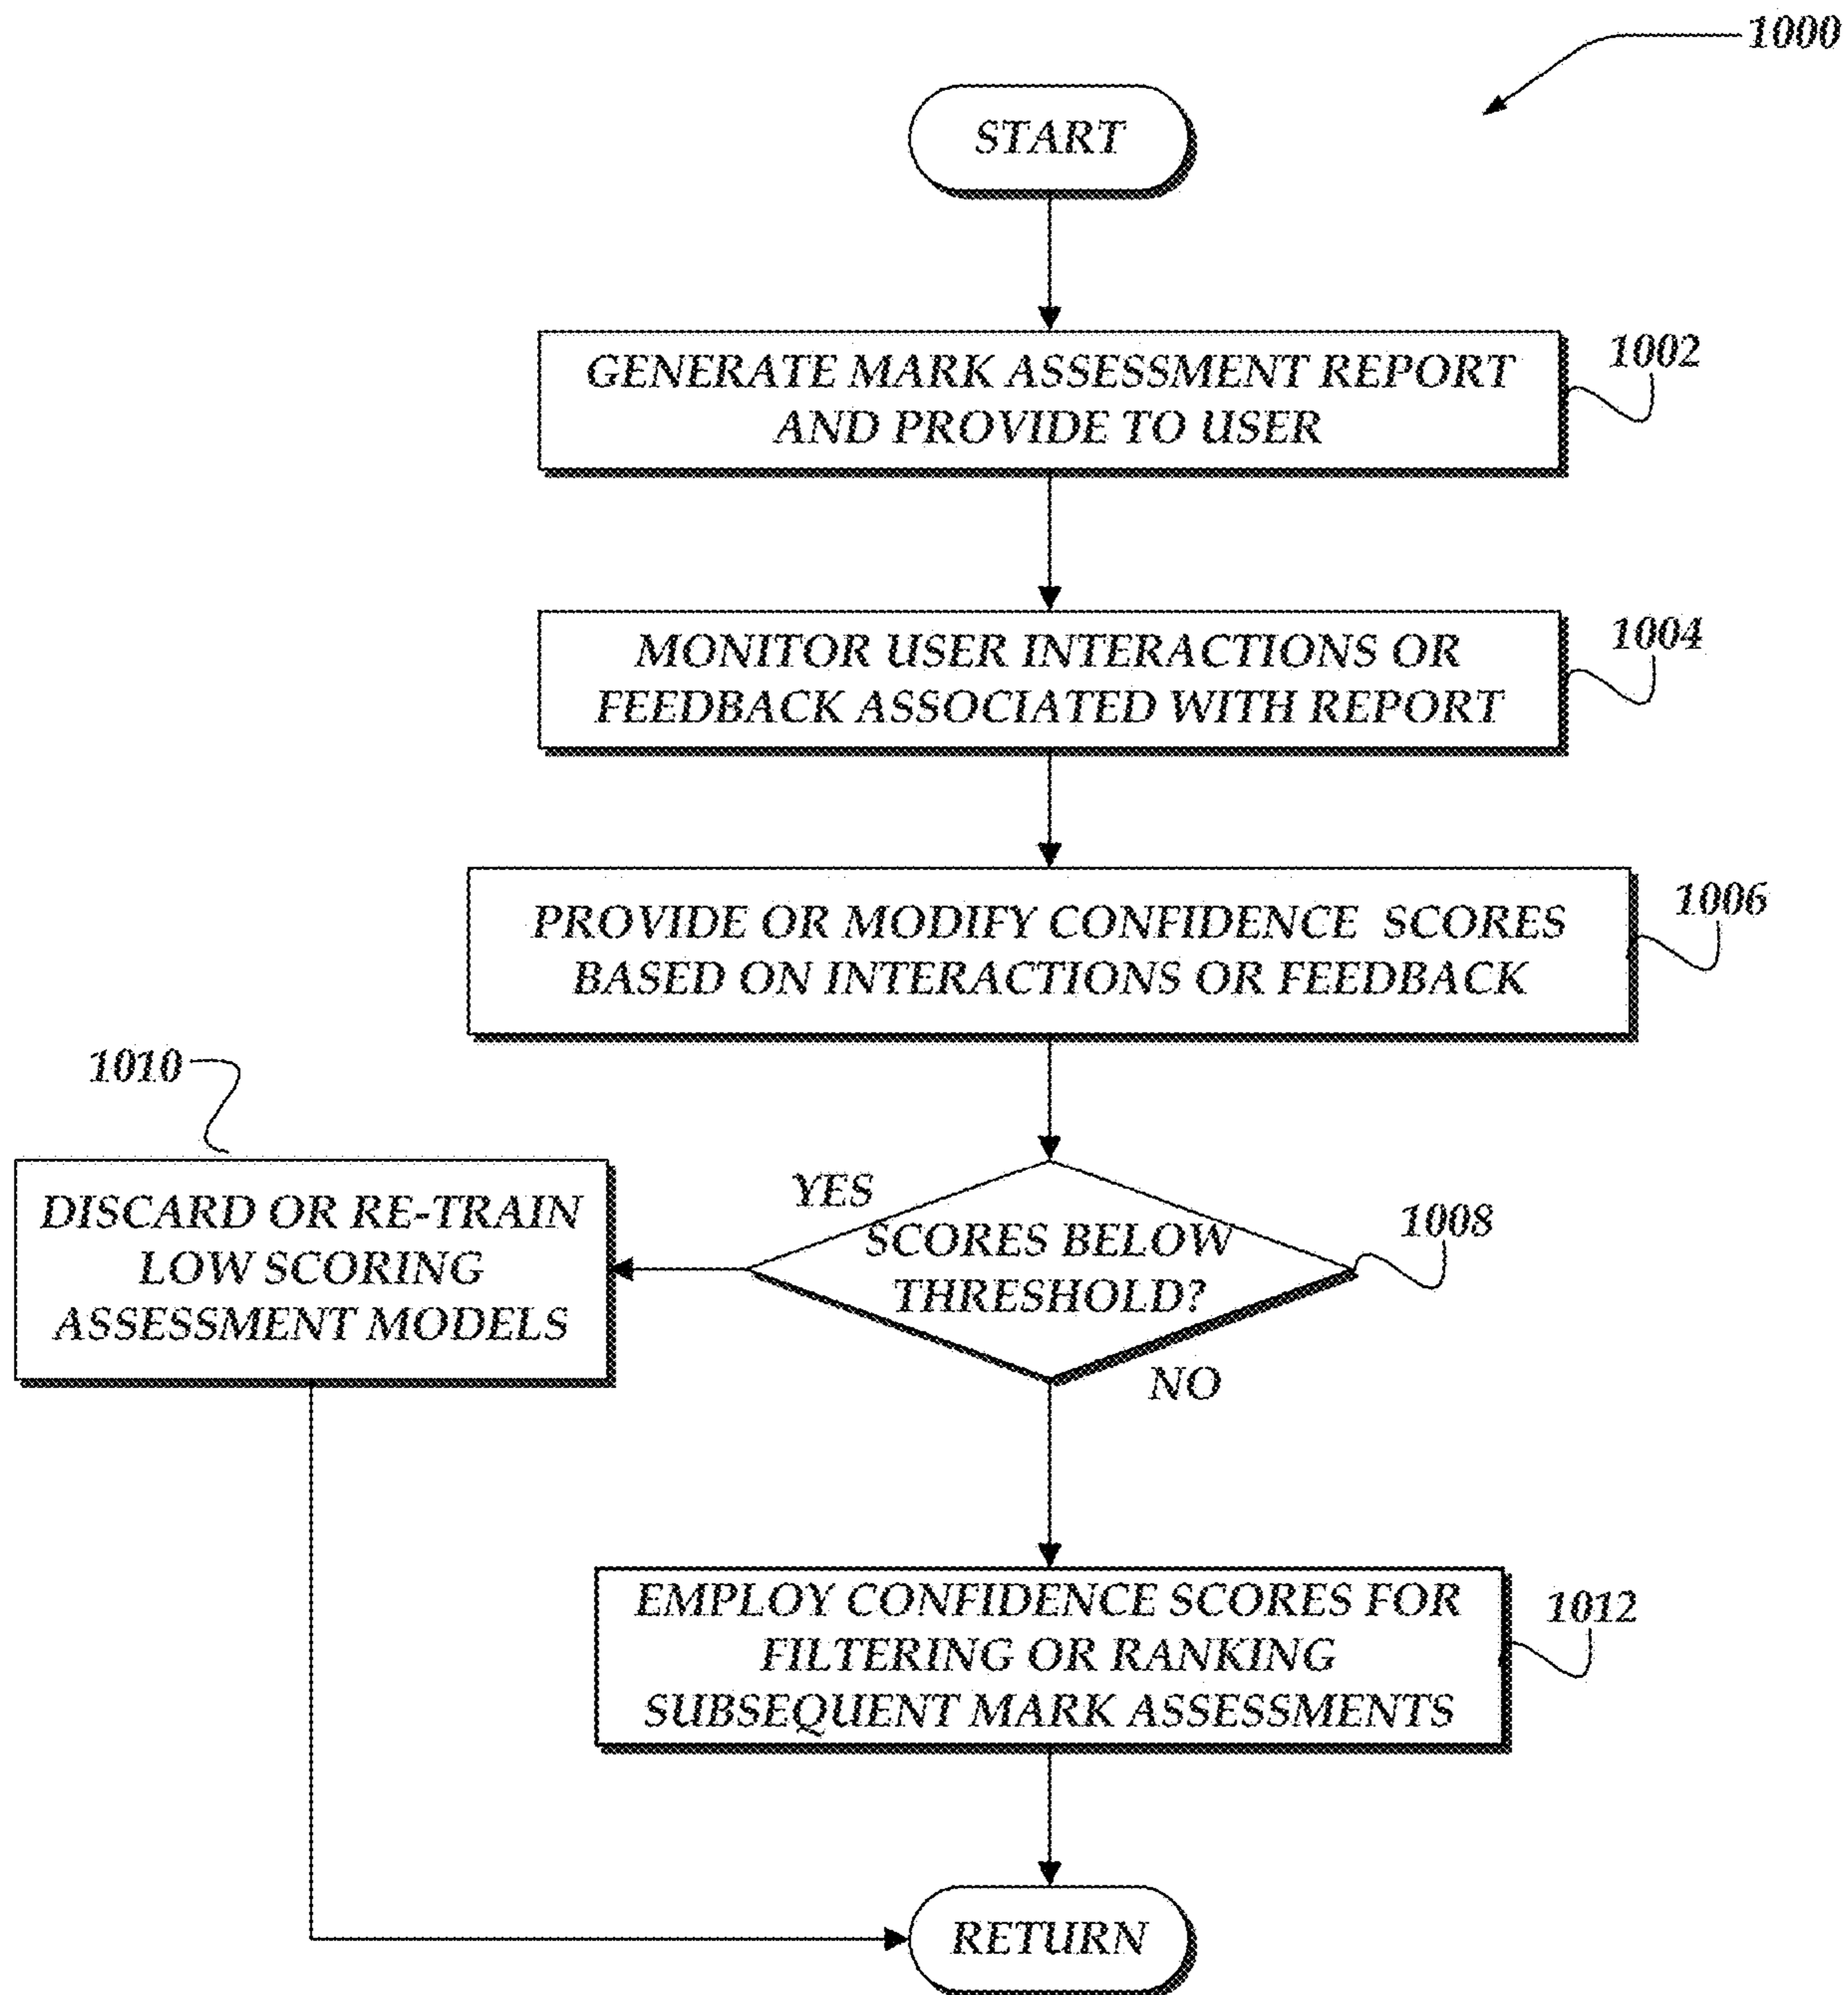 1000
START
GENERATE MARK ASSESSMENT REPORT
AND PROVIDE TO USER
1002
MONITOR USER INTERACTIONS OR
FEEDBACK ASSOCIATED WITH REPORT
1004
PROVIDE OR MODIFY CONFIDENCE SCORES
BASED ON INTERACTIONS OR FEEDBACK
1006
1010
DISCARD OR RE-TRAIN
LOW SCORING
ASSESSMENT MODELS
YES
SCORES BELOW
THRESHOLD?
1008
NO
EMPLOY CONFIDENCE SCORES FOR
FILTERING OR RANKING
SUBSEQUENT MARK ASSESSMENTS
1012
RETURN